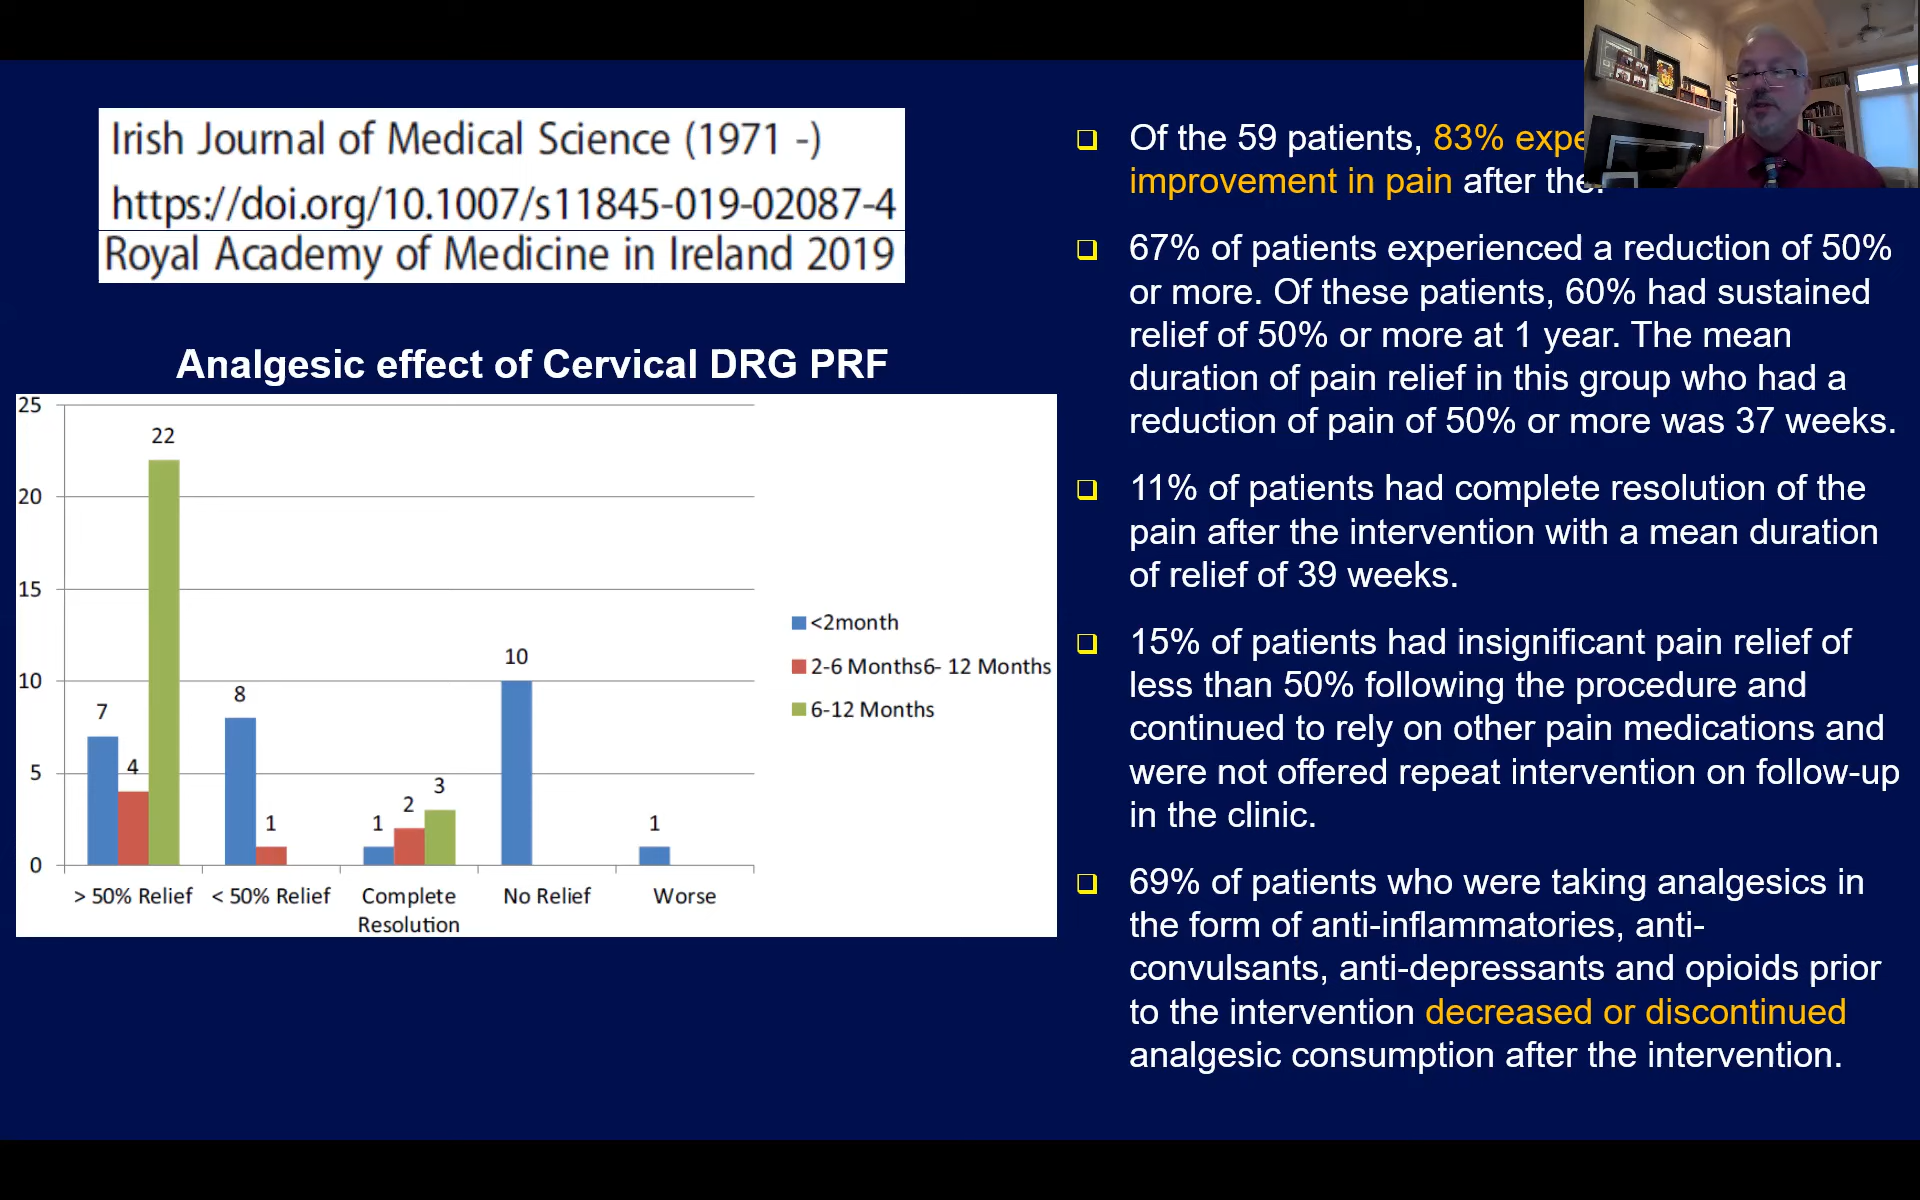 Irish Journal of Medical Science (1971 -)
https://doi.org/10.1007/s11845-019-02087-4
Royal Academy of Medicine in Ireland 2019
Analgesic effect of Cervical DRG PRF
25
20
15
10
5
0
22
7
4
8
1
1
2
3
10
1
> 50% Relief
< 50% Relief
Complete
Resolution
No Relief
Worse
<2month
2-6 Months6- 12 Months
6-12 Months
Of the 59 patients, 83%
improvement in pain after
67% of patients experienced a reduction of 50%
or more. Of these patients, 60% had sustained
relief of 50% or more at 1 year. The mean
duration of pain relief in this group who had a
reduction of pain of 50% or more was 37 weeks.
11% of patients had complete resolution of the
pain after the intervention with a mean duration
of relief of 39 weeks.
15% of patients had insignificant pain relief of
less than 50% following the procedure and
continued to rely on other pain medications and
were not offered repeat intervention on follow-up
in the clinic.
69% of patients who were taking analgesics in
the form of anti-inflammatories, anti-
convulsants, anti-depressants and opioids prior
to the intervention decreased or discontinued
analgesic consumption after the intervention.